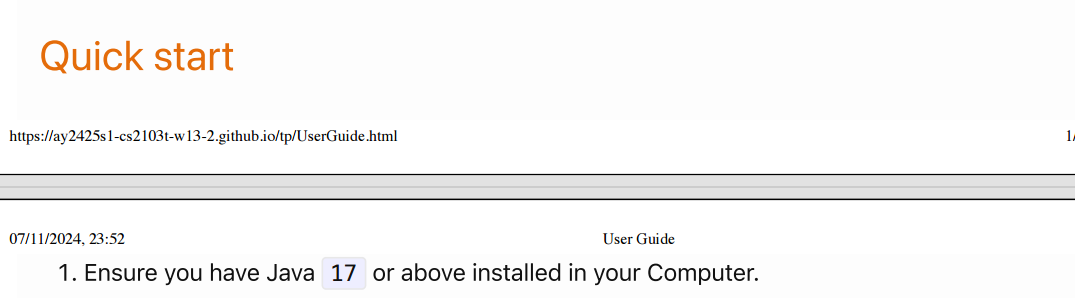 Quick start
https://ay2425s1-cs2103t-w13-2.github.io/tp/UserGuide.html 1/
07/11/2024, 23:52 User Guide
1. Ensure you have Java 17 or above installed in your Computer.